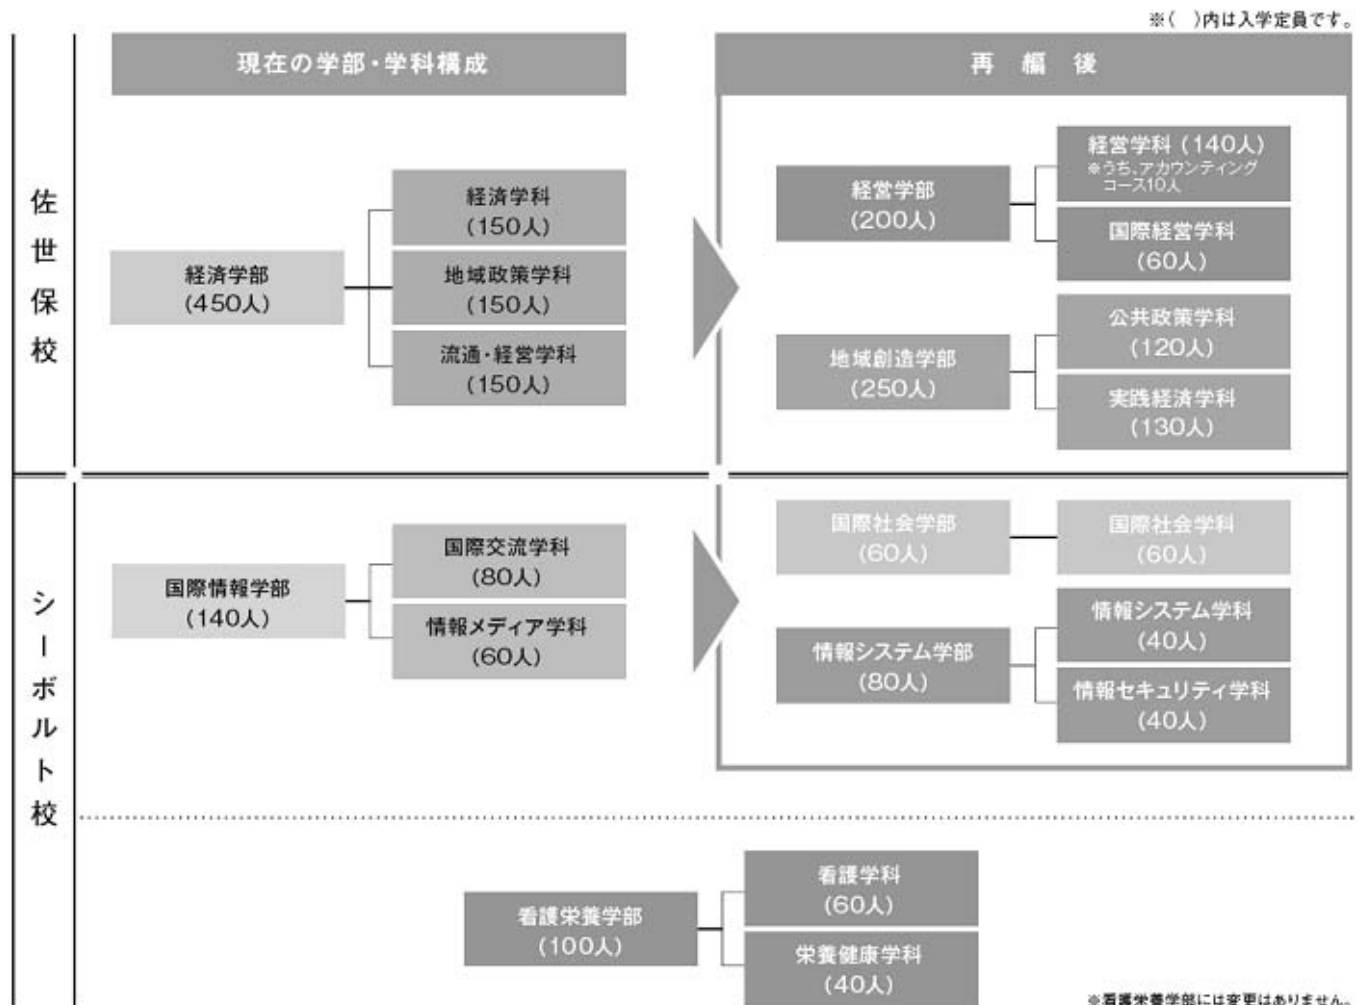 ※(　)内は入学定員です。
現在の学部・学科構成
再編後
佐世保校
経済学部
(450人)
経済学科
(150人)
地域政策学科
(150人)
流通・経営学科
(150人)
経営学部
(200人)
経営学科(140人)
※うち、アカウンティング
コース10人
国際経営学科
(60人)
地域創造学部
(250人)
公共政策学科
(120人)
実践経済学科
(130人)
シーボルト校
国際情報学部
(140人)
国際交流学科
(80人)
情報メディア学科
(60人)
国際社会学部
(60人)
国際社会学科
(60人)
情報システム学部
(80人)
情報システム学科
(40人)
情報セキュリティ学科
(40人)
看護栄養学部
(100人)
看護学科
(60人)
栄養健康学科
(40人)
※看護栄養学部には変更はありません。